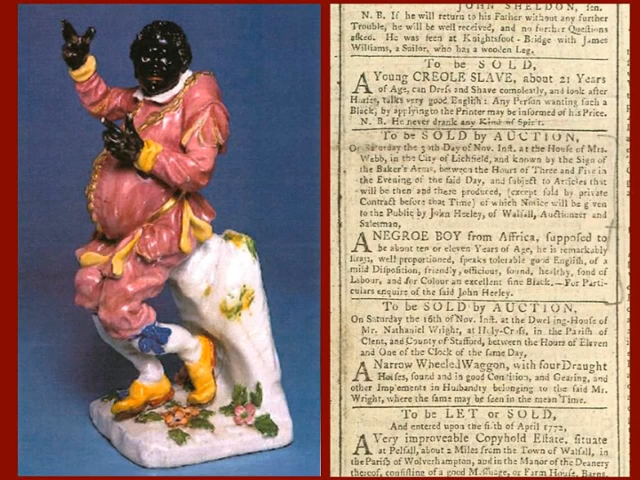 JOHN SHELDON, sen.
N. B. If he will return to his Father without any further
Trouble, he will be well received, and no further Questions
asked. He was seen at Knightsfoot-Bridge with James
Williams, a Sailor, who has a wooden Leg.
To be SOLD,
A Young CREOLE SLAVE, about 21 Years
of Age, can Dress and Shave compleatly, and look after
Horses, talks very good English: Any Person wanting such a
Black, by applying to the Printer may be informed of his Price.
N. B. He never drank any Kind of Spirit.
To be SOLD by AUCTION,
On Saturday the 30th Day of Nov. Inst. at the House of Mrs.
Webb, in the City of Lichfield, and known by the Sign of
the Baker's Arms, between the Hours of Three and Five in
the Evening of the said Day, and subject to Articles that
will be then and there produced, (except sold by private
Contract before that Time) of which Notice will be given
to the Public by John Heeley, of Walsall, Auctioneer and
Salesman,
A NEGROE BOY from Affrica, supposed to
be about ten or eleven Years of Age, he is remarkably
strait, well proportioned, speaks tolerable good English, of a
mild Disposition, friendly, officious, sound, healthy, fond of
Labour, and for Colour an excellent fine Black.—For Parti-
culars enquire of the said John Heeley.
To be SOLD by AUCTION,
On Saturday the 16th of Nov. Inst. at the Dwelling-House of
Mr. Nathaniel Wright, at Holy-Cross, in the Parish of
Clent, and County of Stafford, between the Hours of Eleven
and One of the Clock of the same Day,
A Narrow Wheeled Waggon, with four Draught
Horses, sound and in good Condition, and Gearing, and
other Implements in Husbandry belonging to the said Mr.
Wright, where the same may be seen in the mean Time.
To be LET or SOLD,
And entered upon the fifth of April 1772,
A Very improveable Copyhold Estate, situate
at Pelsall, about 2 Miles from the Town of Walsall, in
the Parish of Wolverhampton, and in the Manor of the Deanery
thereof, consisting of a good Messuage, or Farm House, Barns,